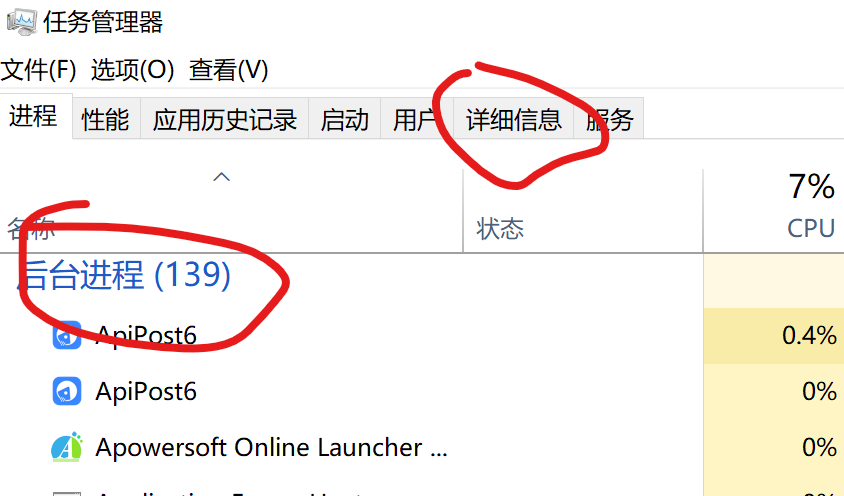 任务管理器
文件(F) 选项(O) 查看(V)
进程 性能 应用历史记录 启动 用户 详细信息 服务
7%
名称 状态 CPU
后台进程 (139)
ApiPost6 0.4%
ApiPost6 0%
Apowersoft Online Launcher ... 0%